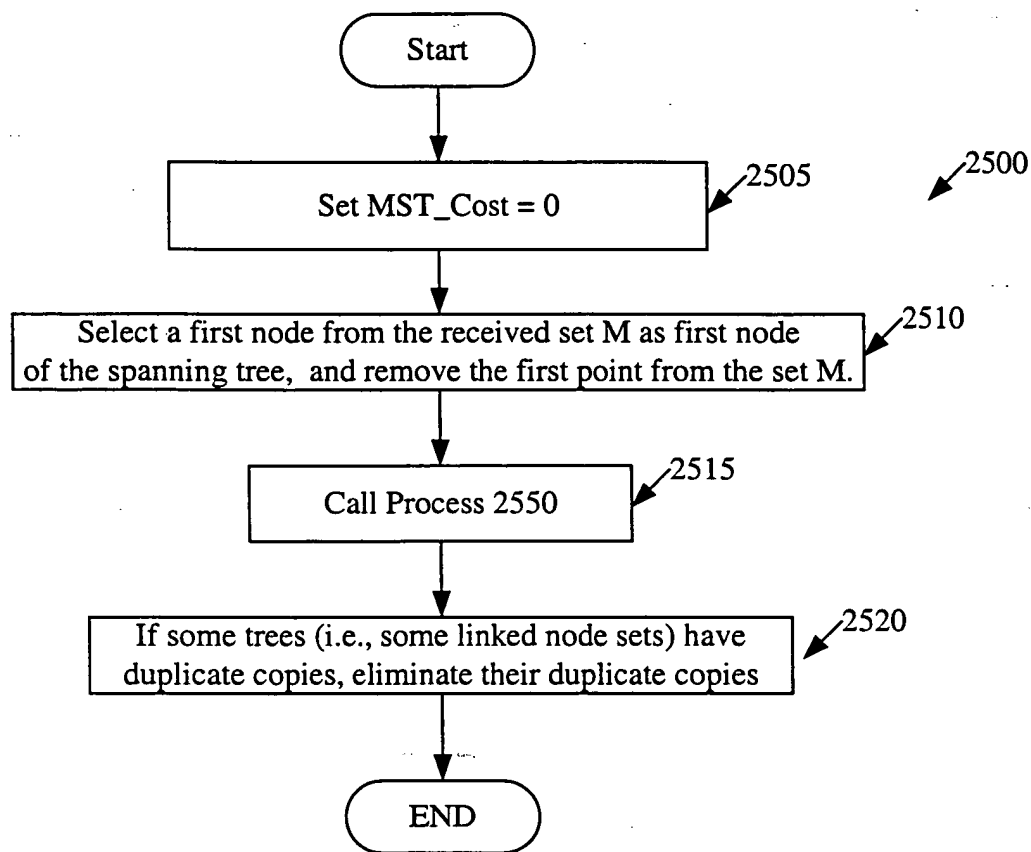 Start
2500
2505
Set MST_Cost = 0
2510
Select a first node from the received set M as first node
of the spanning tree, and remove the first point from the set M.
2515
Call Process 2550
2520
If some trees (i.e., some linked node sets) have
duplicate copies, eliminate their duplicate copies
END